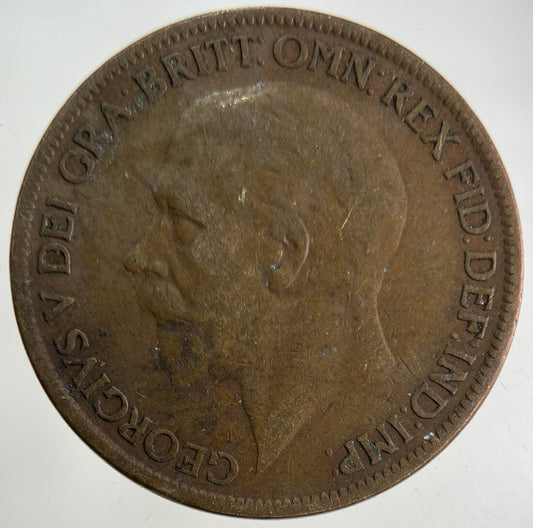 GEORGIVS V DEI GRA: BRITT: OMN: REX FID: DEF: IND: IMP: